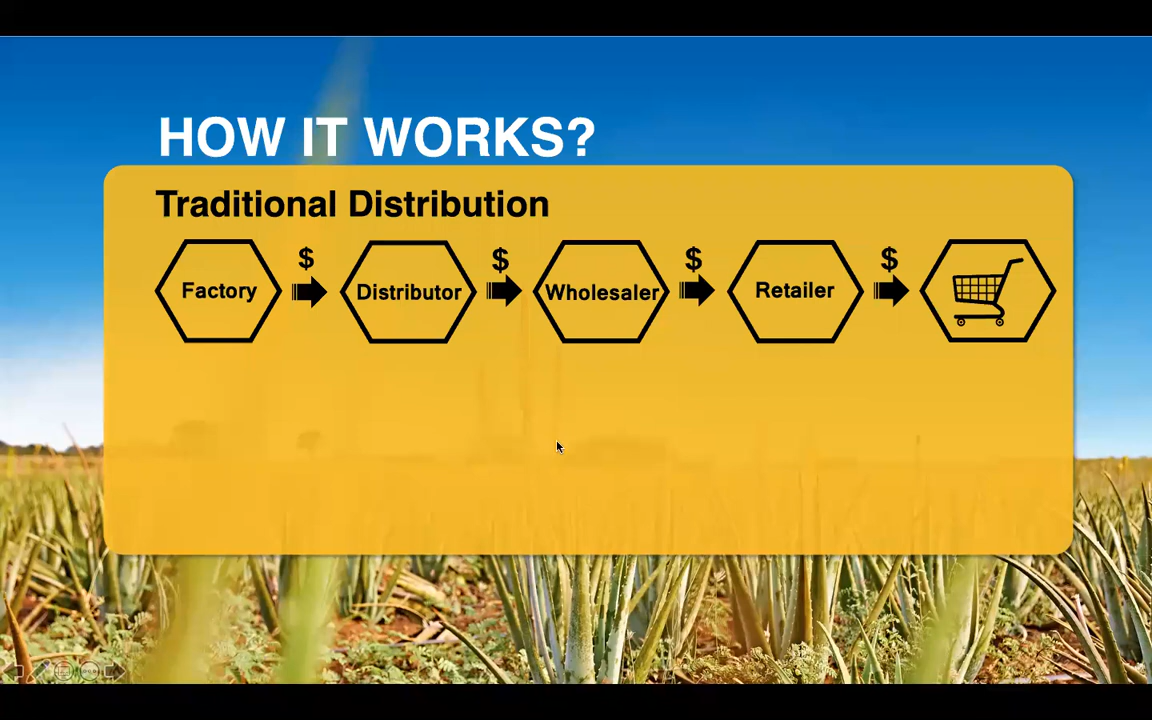 HOW IT WORKS?
Traditional Distribution
$ $ $ $
Factory Distributor Wholesaler Retailer